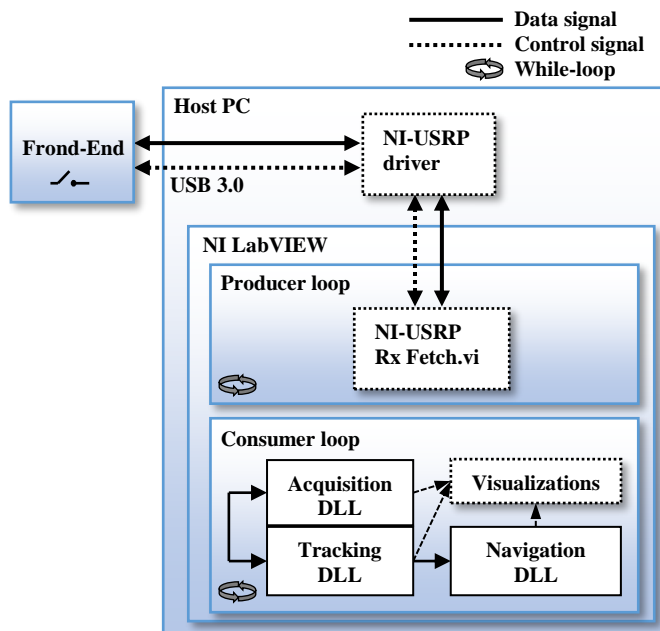 Data signal
Control signal
While-loop
Host PC
Frond-End
NI-USRP
driver
USB 3.0
NI LabVIEW
Producer loop
NI-USRP
Rx Fetch.vi
Consumer loop
Acquisition
DLL
Visualizations
Tracking
DLL
Navigation
DLL